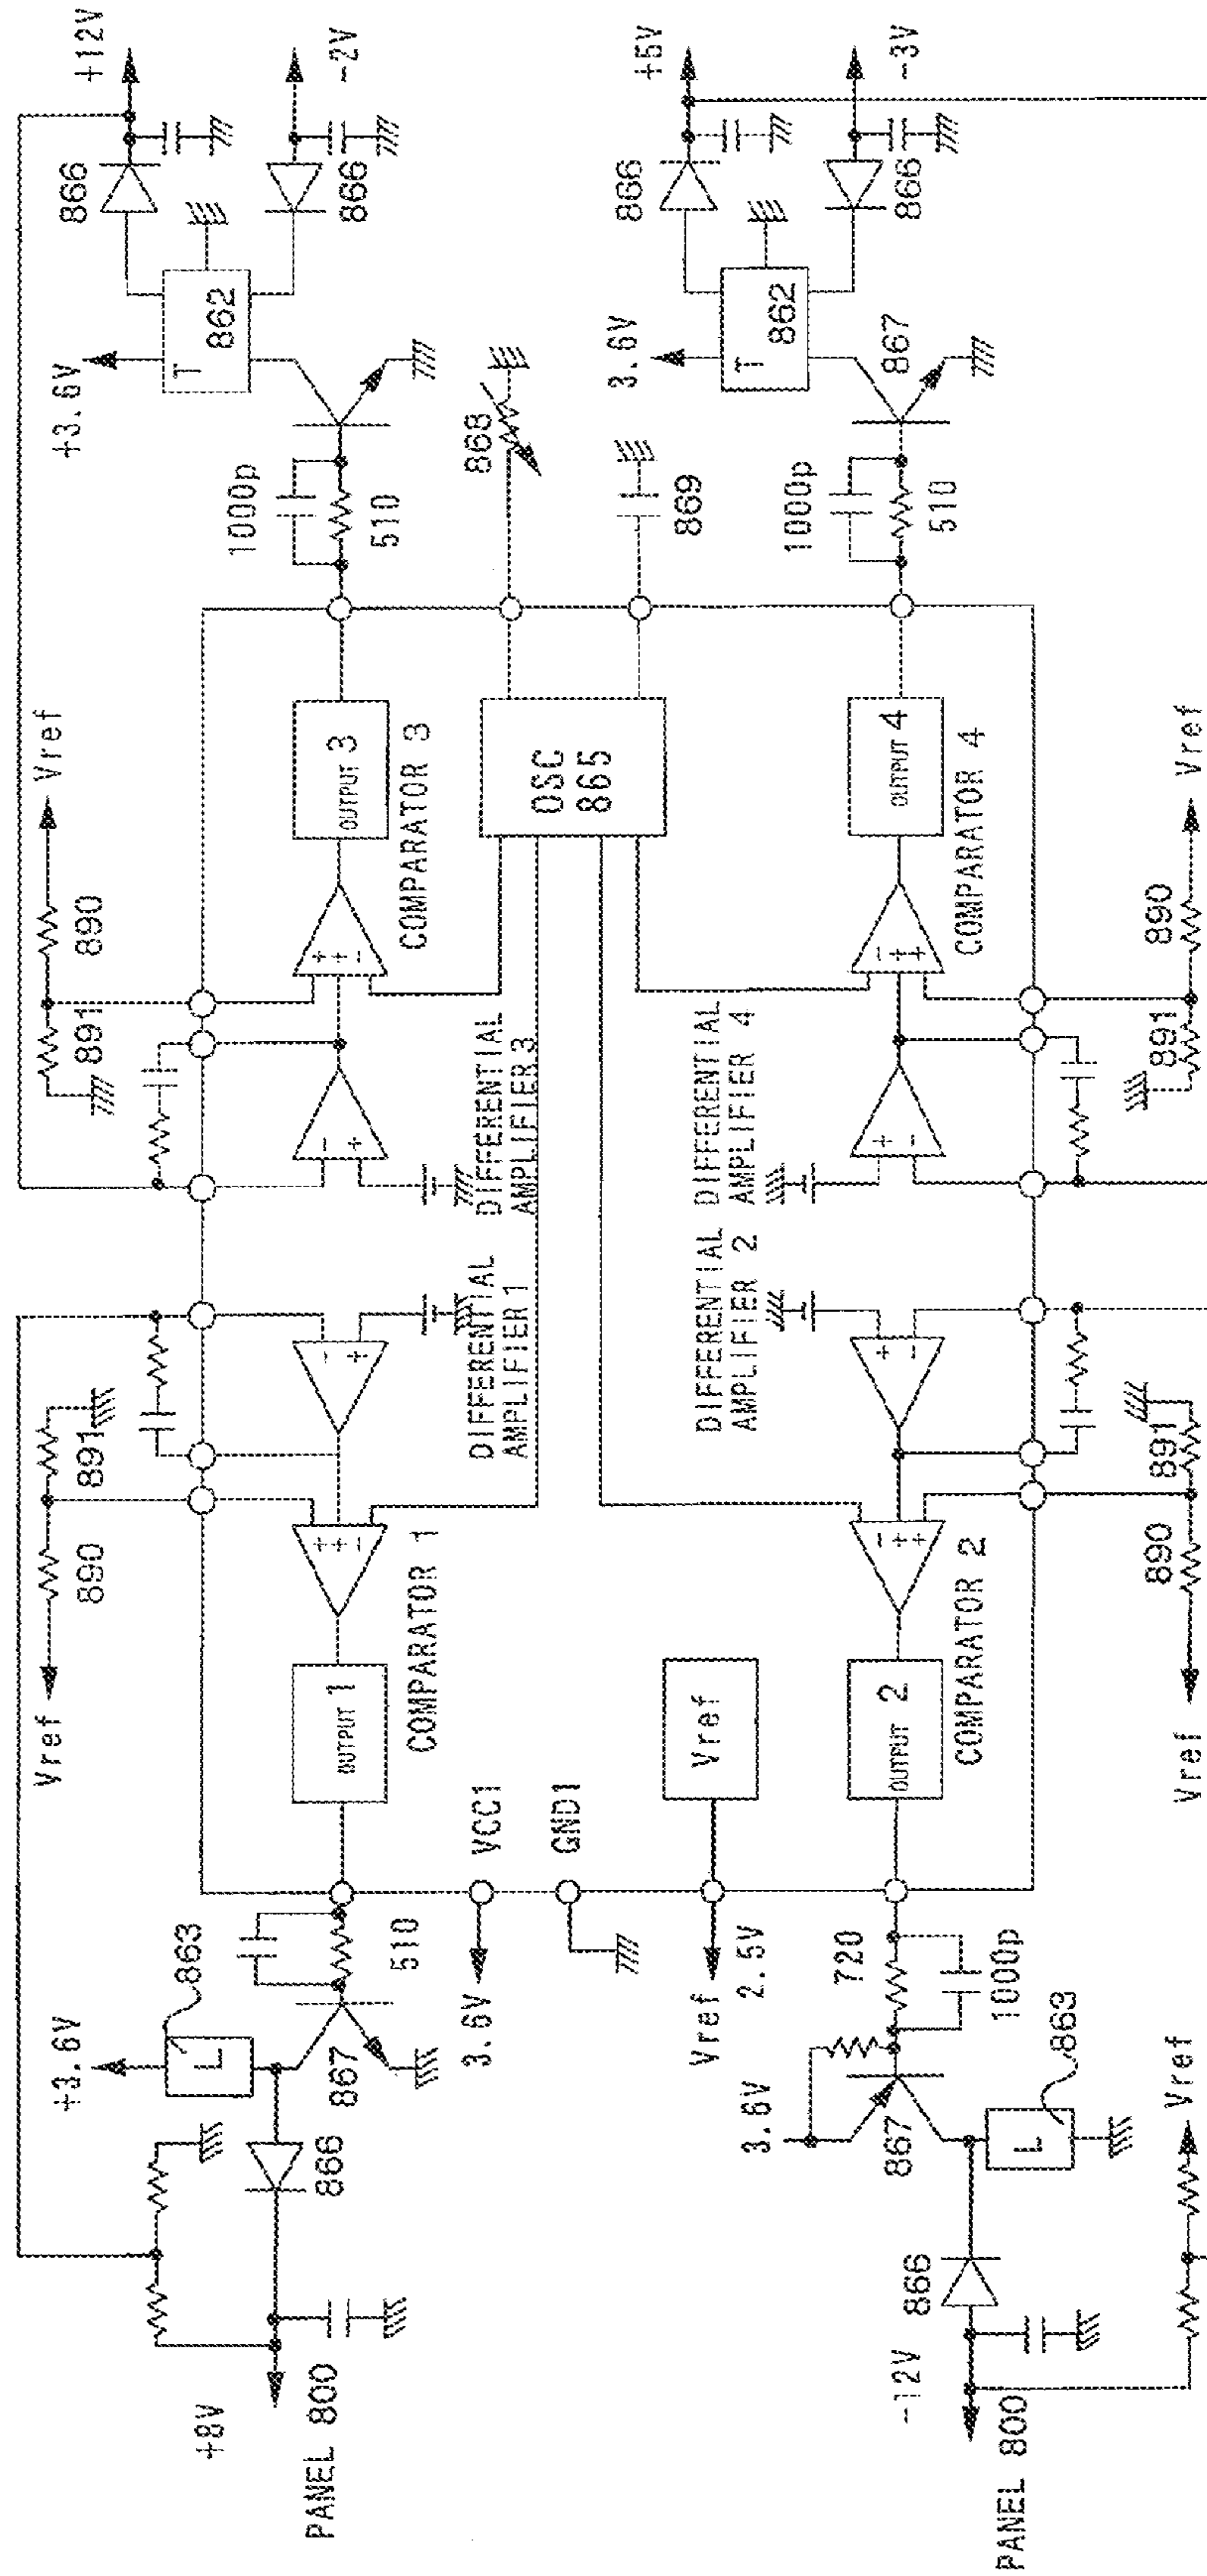 Vref
Vref
+3.6V
890
891
891
890
+3.6V
866
+12V
863
L
T
862
+8V
1000p
PANEL 800
866
867
OUTPUT 1
OUTPUT 3
866
-2V
510
COMPARATOR 1
COMPARATOR 3
510
3.6V
VCC1
DIFFERENTIAL
AMPLIFIER 1
DIFFERENTIAL
AMPLIFIER 3
868
GND1
OSC
865
Vref
2.5V
Vref
DIFFERENTIAL
AMPLIFIER 2
DIFFERENTIAL
AMPLIFIER 4
869
3.6V
866
+5V
3.6V
720
T
862
1000p
-12V
866
867
OUTPUT 2
OUTPUT 4
867
866
-3V
PANEL 800
L
863
1000p
COMPARATOR 2
COMPARATOR 4
510
890
891
891
890
Vref
Vref
Vref